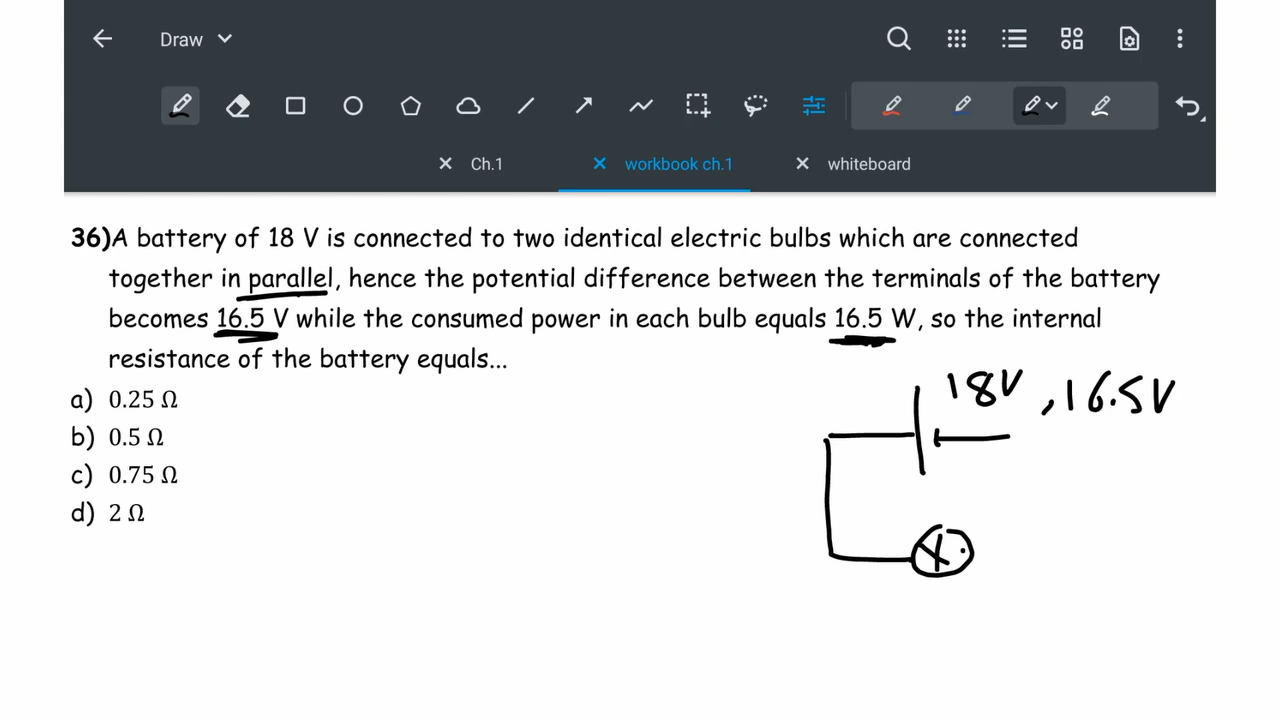 Draw
Ch.1
workbook ch.1
whiteboard
36)A battery of 18 V is connected to two identical electric bulbs which are connected
together in parallel, hence the potential difference between the terminals of the battery
becomes 16.5 V while the consumed power in each bulb equals 16.5 W, so the internal
resistance of the battery equals...
a) 0.25 Ω
b) 0.5 Ω
c) 0.75 Ω
d) 2 Ω
18V , 16.5V